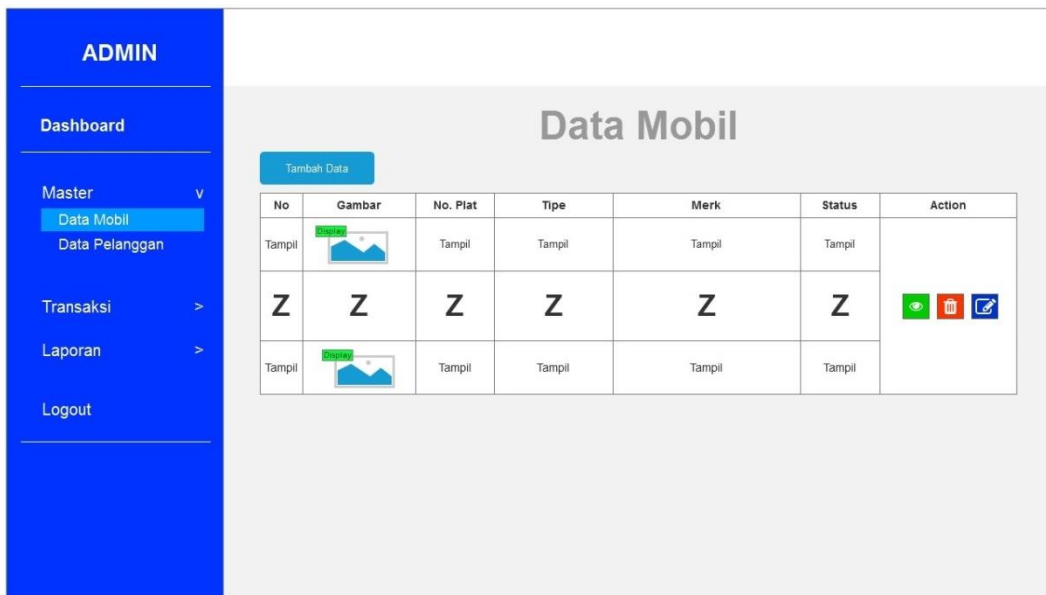 ADMIN
Dashboard
Master v
Data Mobil
Data Pelanggan
Transaksi >
Laporan >
Logout
Data Mobil
Tambah Data
No Gambar No. Plat Tipe Merk Status Action
Tampil Display Tampil Tampil Tampil Tampil
Z Z Z Z Z Z
Tampil Display Tampil Tampil Tampil Tampil